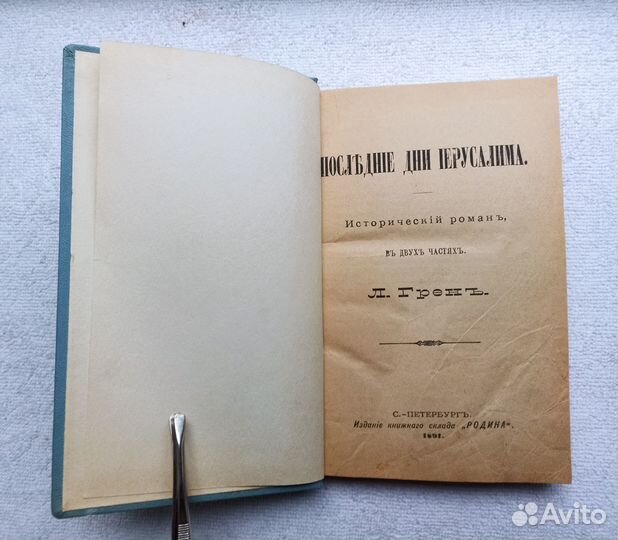 ПОСЛѢДНІЕ ДНИ ІЕРУСАЛИМА.
Историческій романъ,
ВЪ ДВУХЪ ЧАСТЯХЪ.
Л. Гренъ.
С.-ПЕТЕРБУРГЪ.
Изданіе книжнаго склада „РОДИНА“.
1891.
Avito